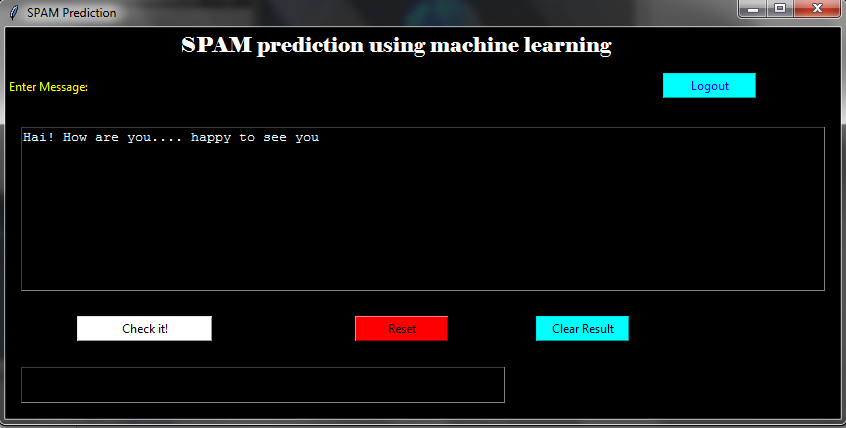 SPAM Prediction
SPAM prediction using machine learning
Enter Message:
Logout
Hai! How are you.... happy to see you
Check it!
Reset
Clear Result